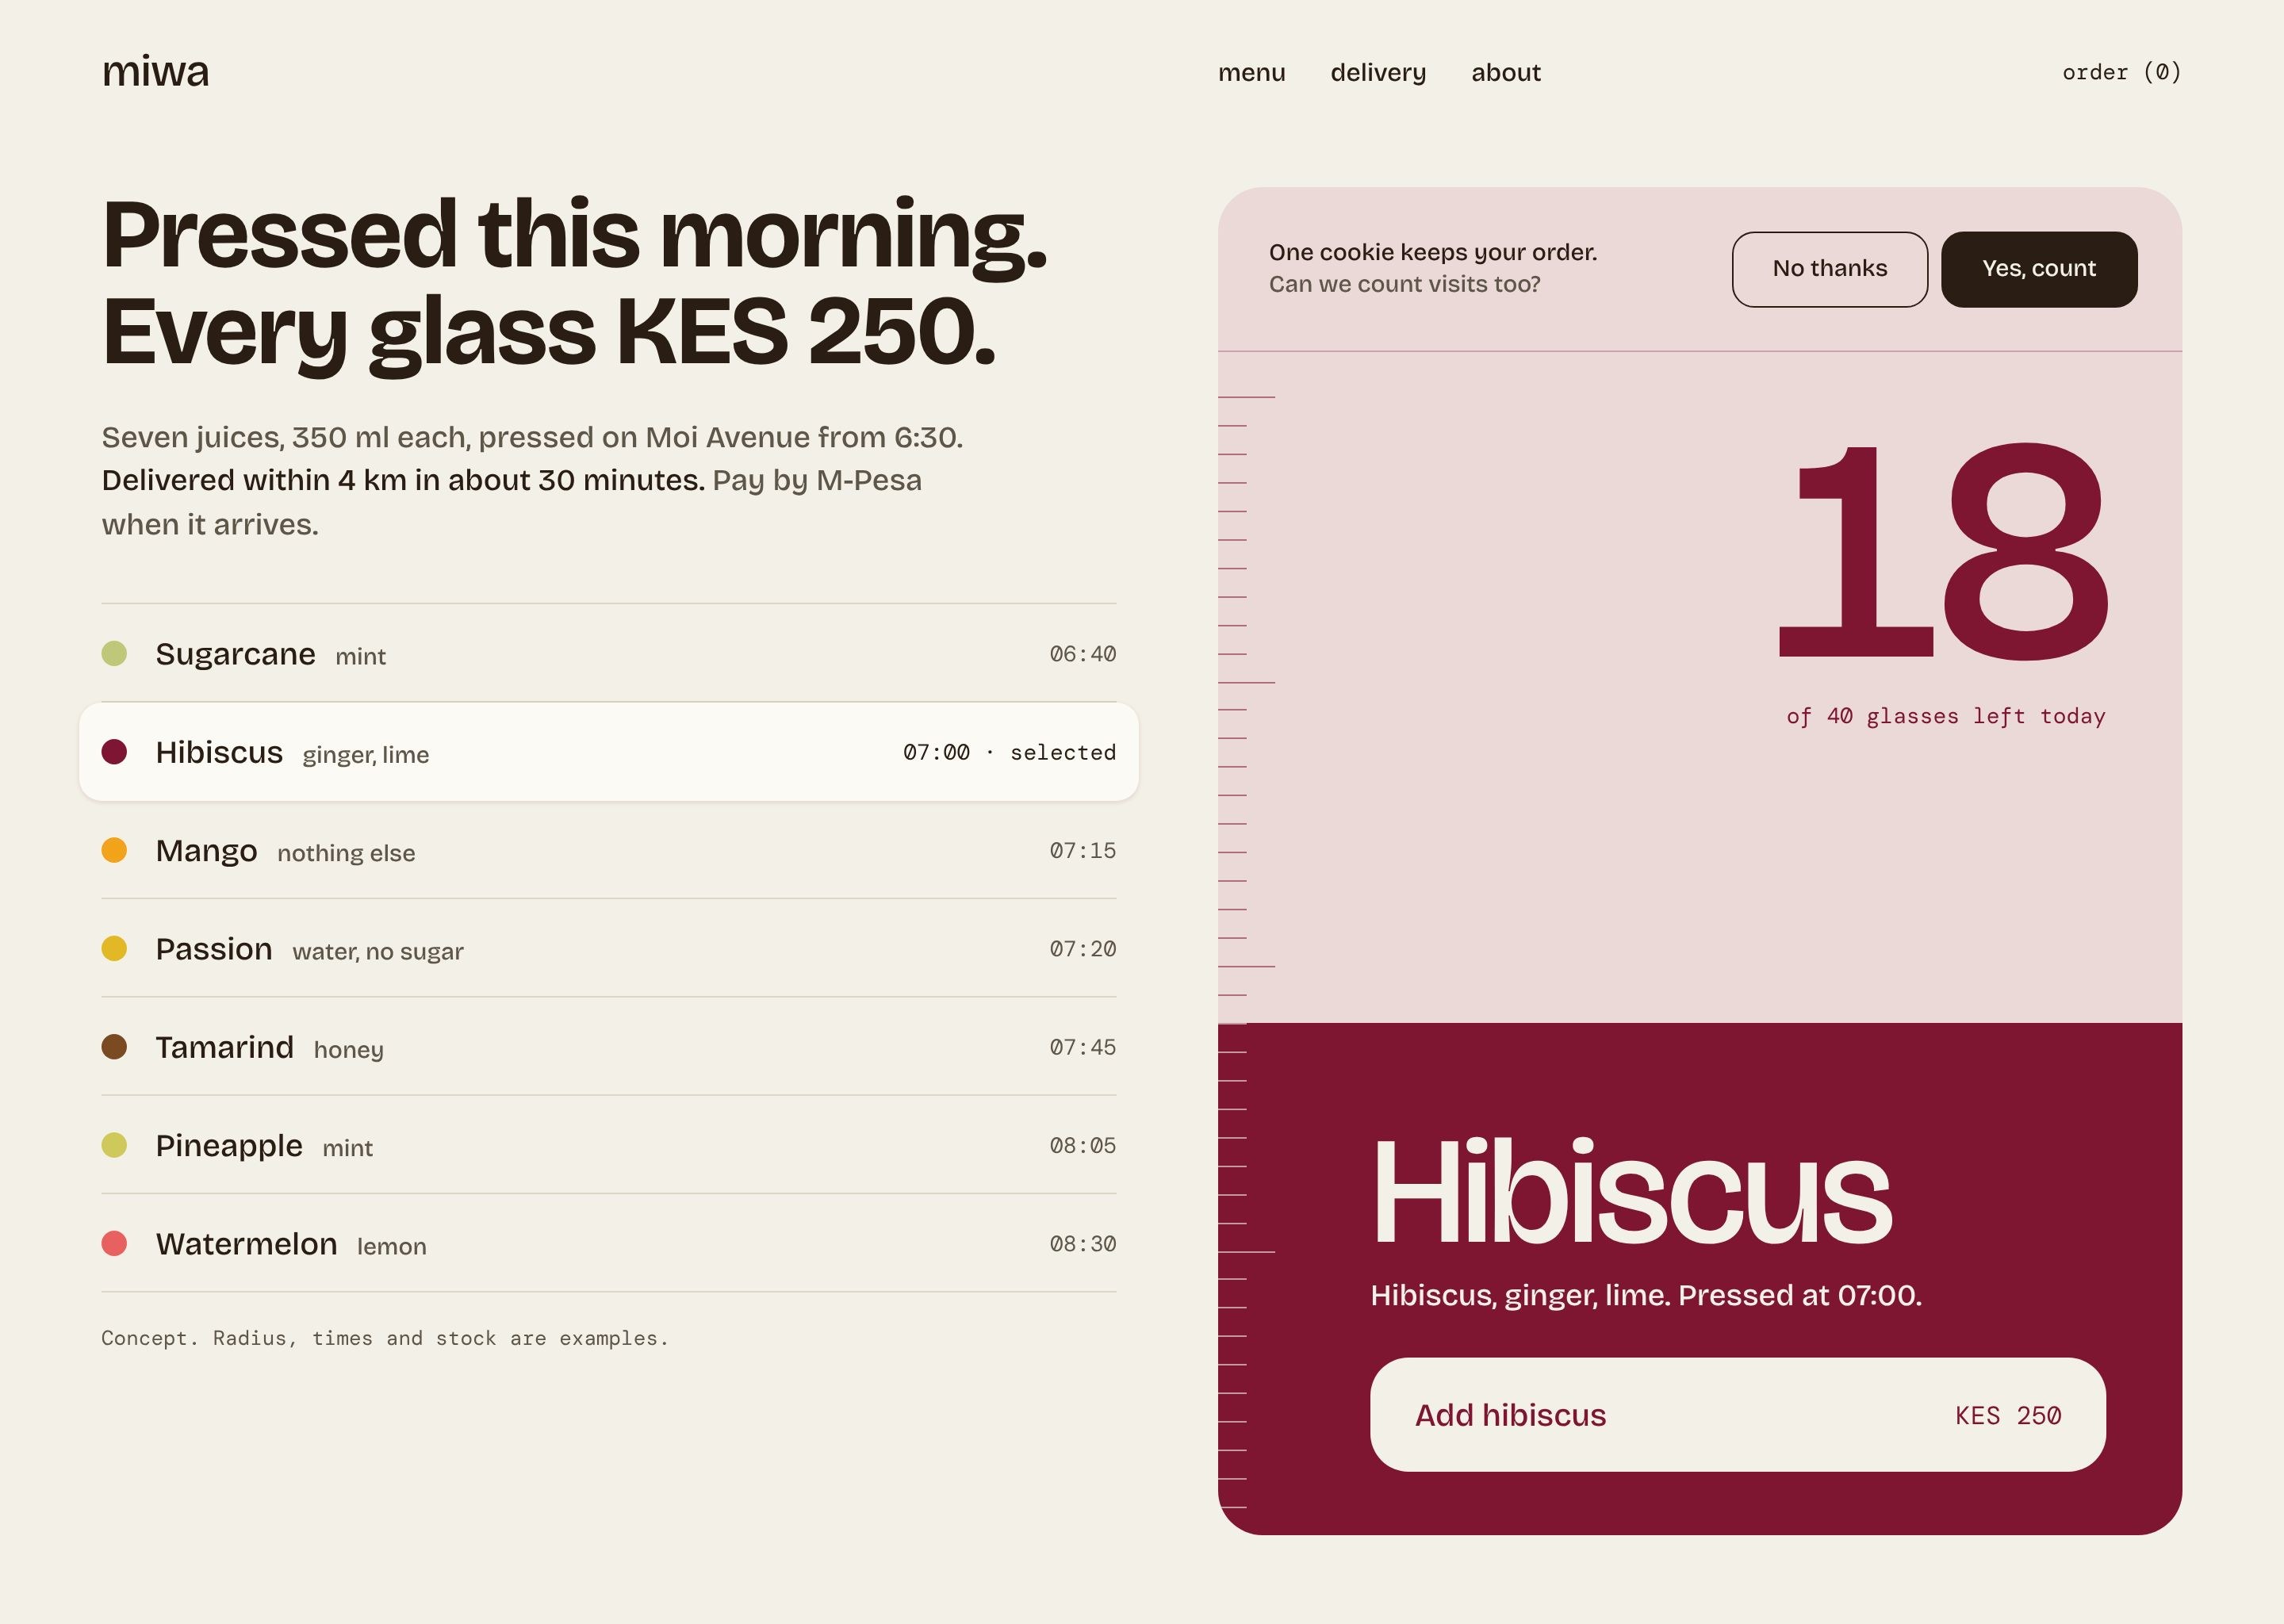 miwa
menu delivery about
order (0)
Pressed this morning.
Every glass KES 250.
Seven juices, 350 ml each, pressed on Moi Avenue from 6:30.
Delivered within 4 km in about 30 minutes. Pay by M-Pesa
when it arrives.
Sugarcane mint 06:40
Hibiscus ginger, lime 07:00 · selected
Mango nothing else 07:15
Passion water, no sugar 07:20
Tamarind honey 07:45
Pineapple mint 08:05
Watermelon lemon 08:30
Concept. Radius, times and stock are examples.
One cookie keeps your order.
Can we count visits too?
No thanks
Yes, count
18
of 40 glasses left today
Hibiscus
Hibiscus, ginger, lime. Pressed at 07:00.
Add hibiscus KES 250